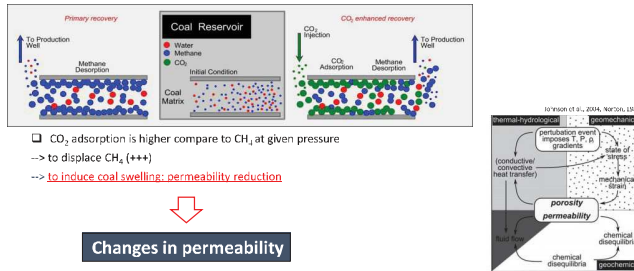 Primary recovery
To Production
Well
Methane
Desorption
Coal Reservoir
Water
Methane
CO₂
Initial Condition
Coal
Matrix
CO₂ enhanced recovery
CO₂
Injection
To Production
Well
CO₂
Adsorption
Methane
Desorption
❑ CO₂ adsorption is higher compare to CH₄ at given pressure
--> to displace CH₄ (+++)
--> to induce coal swelling: permeability reduction
Changes in permeability
Johnson et al., 2004, Norton, 19
thermal-hydrological
geomechanic
pertubation event
imposes T, P, ρᵢ
gradients
state of
stress
(conductive/
convective
heat transfer)
mechanic
strain
porosity
permeability
fluid flow
chemical
disequilibria
chemical
disequilibria
geochemic